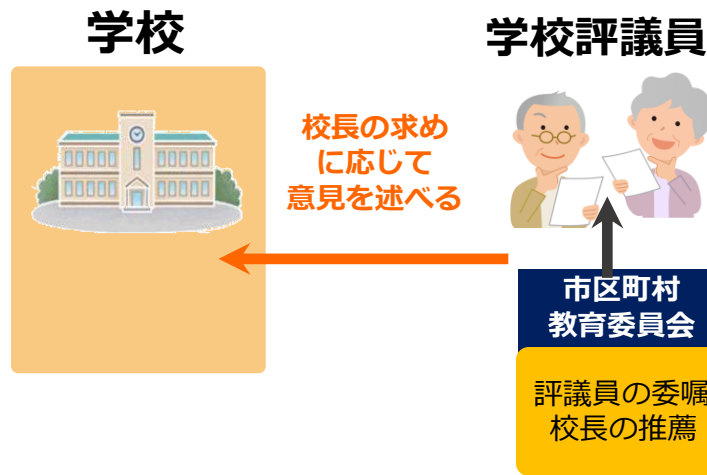 学校
学校評議員
校長の求め
に応じて
意見を述べる
市区町村
教育委員会
評議員の委嘱
校長の推薦